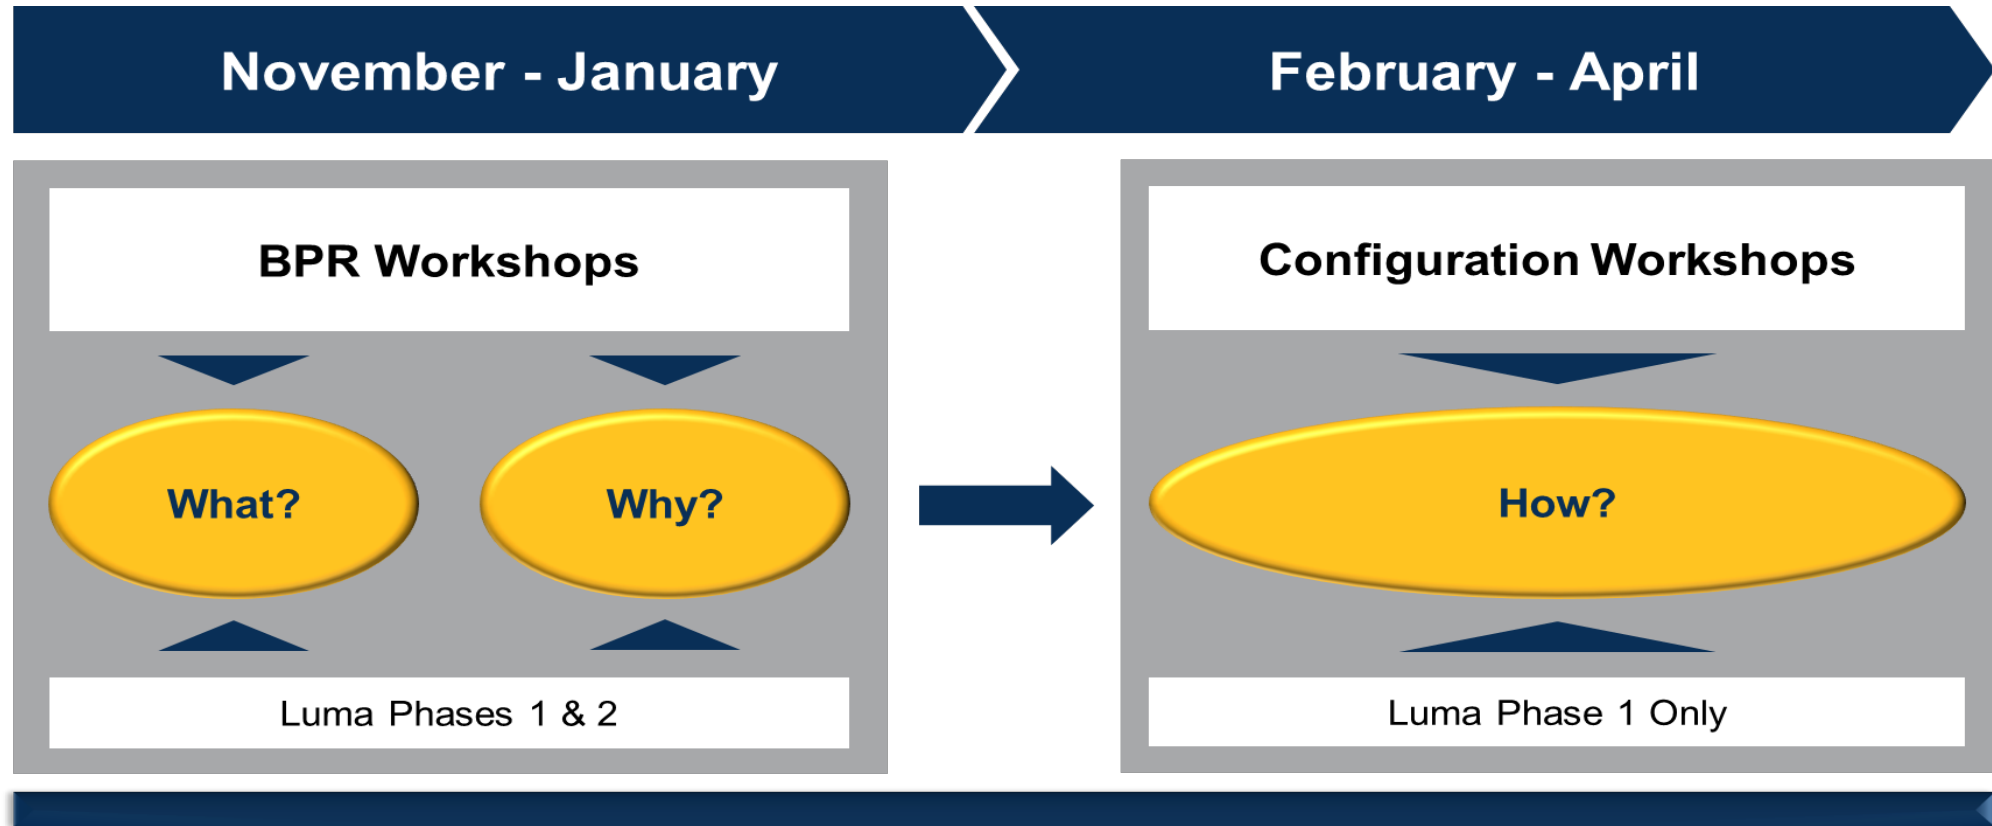 November - January
February - April
BPR Workshops
Configuration Workshops
What?
Why?
How?
Luma Phases 1 & 2
Luma Phase 1 Only